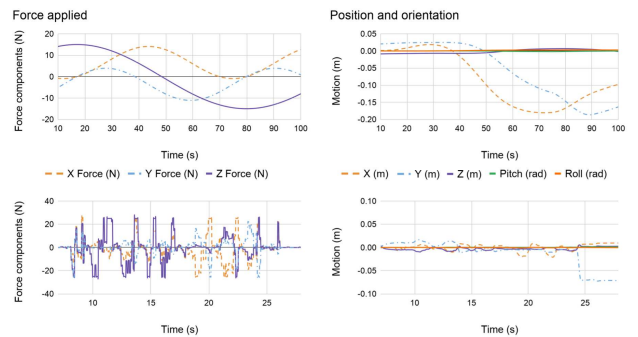 Force applied
Position and orientation
Force components (N)
20
10
0
-10
-20
10 20 30 40 50 60 70 80 90 100
Time (s)
Motion (m)
0.05
0.00
-0.05
-0.10
-0.15
-0.20
10 20 30 40 50 60 70 80 90 100
Time (s)
X Force (N) Y Force (N) Z Force (N)
X (m) Y (m) Z (m) Pitch (rad) Roll (rad)
Force components (N)
40
20
0
-20
-40
10 15 20 25
Time (s)
Motion (m)
0.10
0.05
0.00
-0.05
-0.10
10 15 20 25
Time (s)